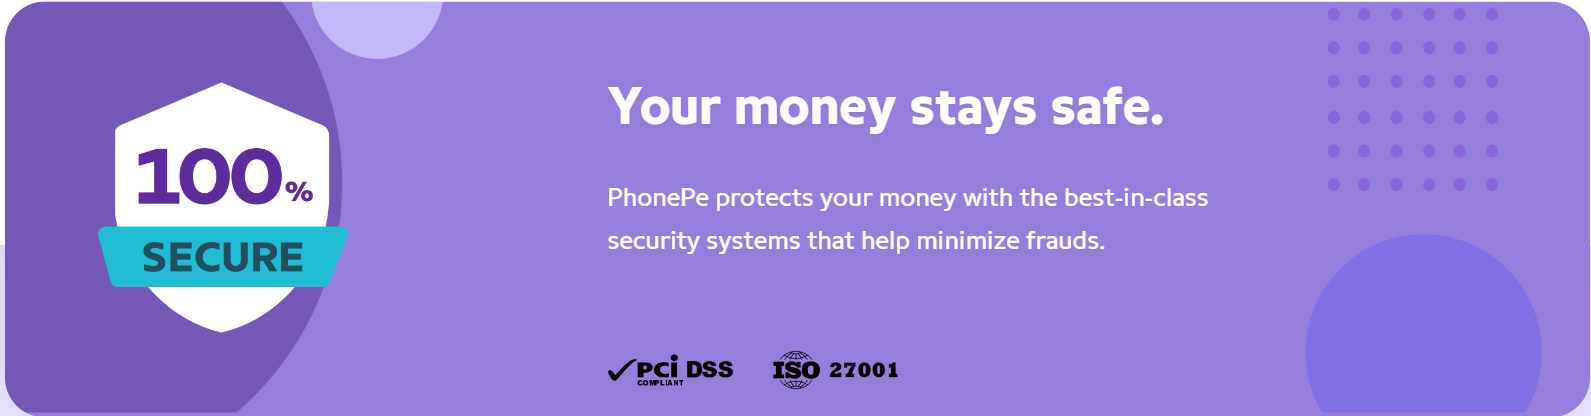 100%
SECURE
Your money stays safe.
PhonePe protects your money with the best-in-class
security systems that help minimize frauds.
PCi DSS
COMPLIANT
ISO 27001